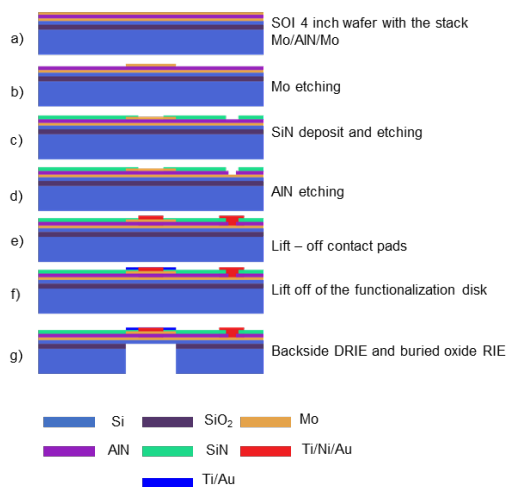 a)
SOI 4 inch wafer with the stack
Mo/AlN/Mo
b)
Mo etching
c)
SiN deposit and etching
d)
AlN etching
e)
Lift – off contact pads
f)
Lift off of the functionalization disk
g)
Backside DRIE and buried oxide RIE
Si
SiO₂
Mo
AlN
SiN
Ti/Ni/Au
Ti/Au